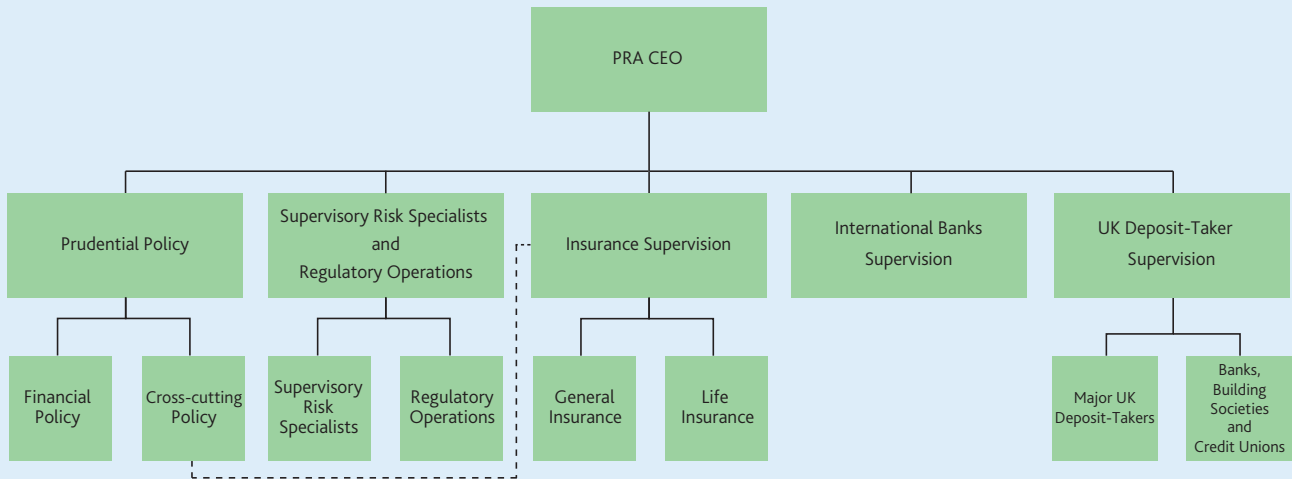 PRA CEO
Prudential Policy
Supervisory Risk Specialists
and
Regulatory Operations
Insurance Supervision
International Banks
Supervision
UK Deposit-Taker
Supervision
Financial
Policy
Cross-cutting
Policy
Supervisory
Risk
Specialists
Regulatory
Operations
General
Insurance
Life
Insurance
Major UK
Deposit-Takers
Banks,
Building
Societies
and
Credit Unions